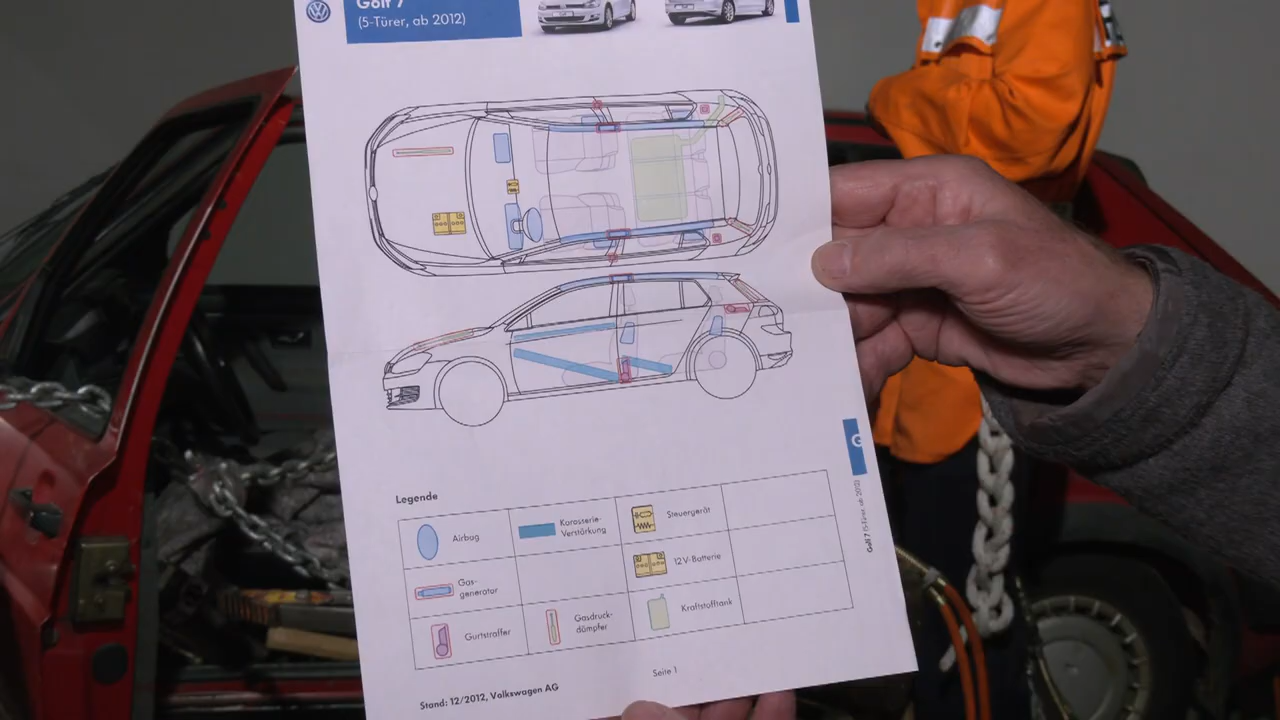 Golf 7
(5-Türer, ab 2012)
Legende
Airbag
Karosserie-
Verstärkung
Steuergerät
Gas-
generator
12V-Batterie
Gurtstraffer
Gasdruck-
dämpfer
Kraftstofftank
G
Golf 7 (5-Türer, ab 2012)
Seite 1
Stand: 12/2012, Volkswagen AG